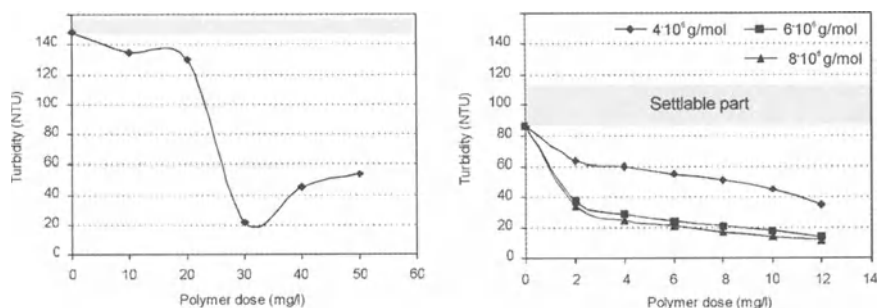 Turbidity (NTU)
140
120
100
80
60
40
20
0
0 10 20 30 40 50 60
Polymer dose (mg/l)
Turbidity (NTU)
160
140
120
100
80
60
40
20
0
4·10⁶ g/mol 6·10⁶ g/mol
8·10⁶ g/mol
Settlable part
0 2 4 6 8 10 12 14
Polymer dose (mg/l)